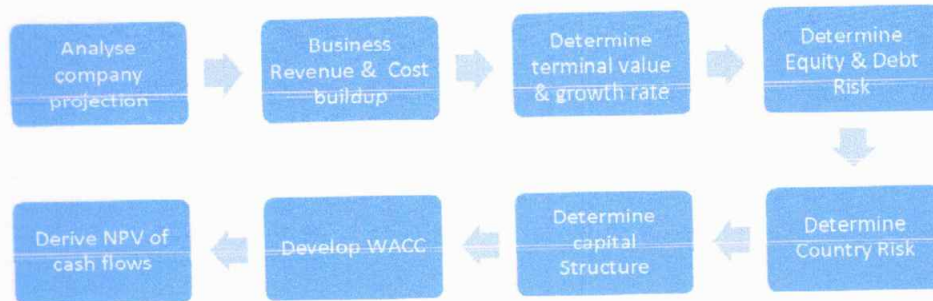 Analyse
company
projection
Business
Revenue & Cost
buildup
Determine
terminal value
& growth rate
Determine
Equity & Debt
Risk
Determine
Country Risk
Determine
capital
Structure
Develop WACC
Derive NPV of
cash flows